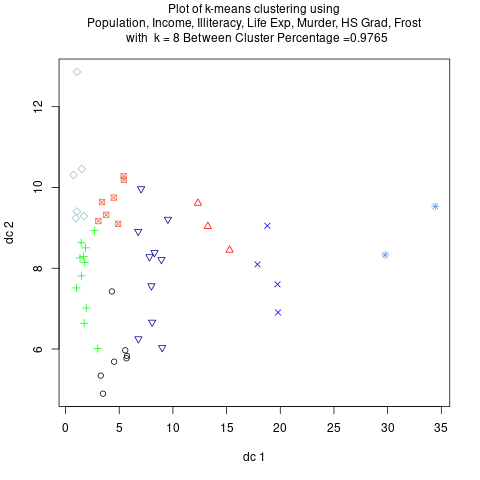 Plot of k-means clustering using
Population, Income, Illiteracy, Life Exp, Murder, HS Grad, Frost
with k = 8 Between Cluster Percentage =0.9765
12
10
8
6
dc 2
0 5 10 15 20 25 30 35
dc 1